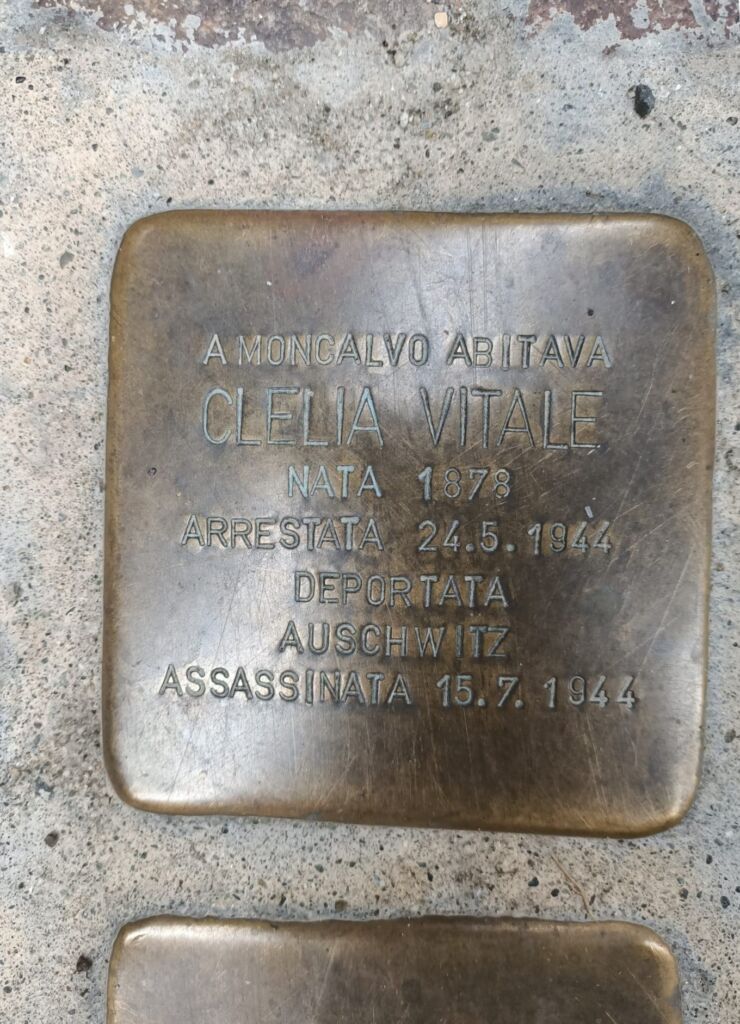 A MONCALVO ABITAVA
CLELIA VITALE
NATA 1878
ARRESTATA 24.5.1944
DEPORTATA
AUSCHWITZ
ASSASSINATA 15.7.1944